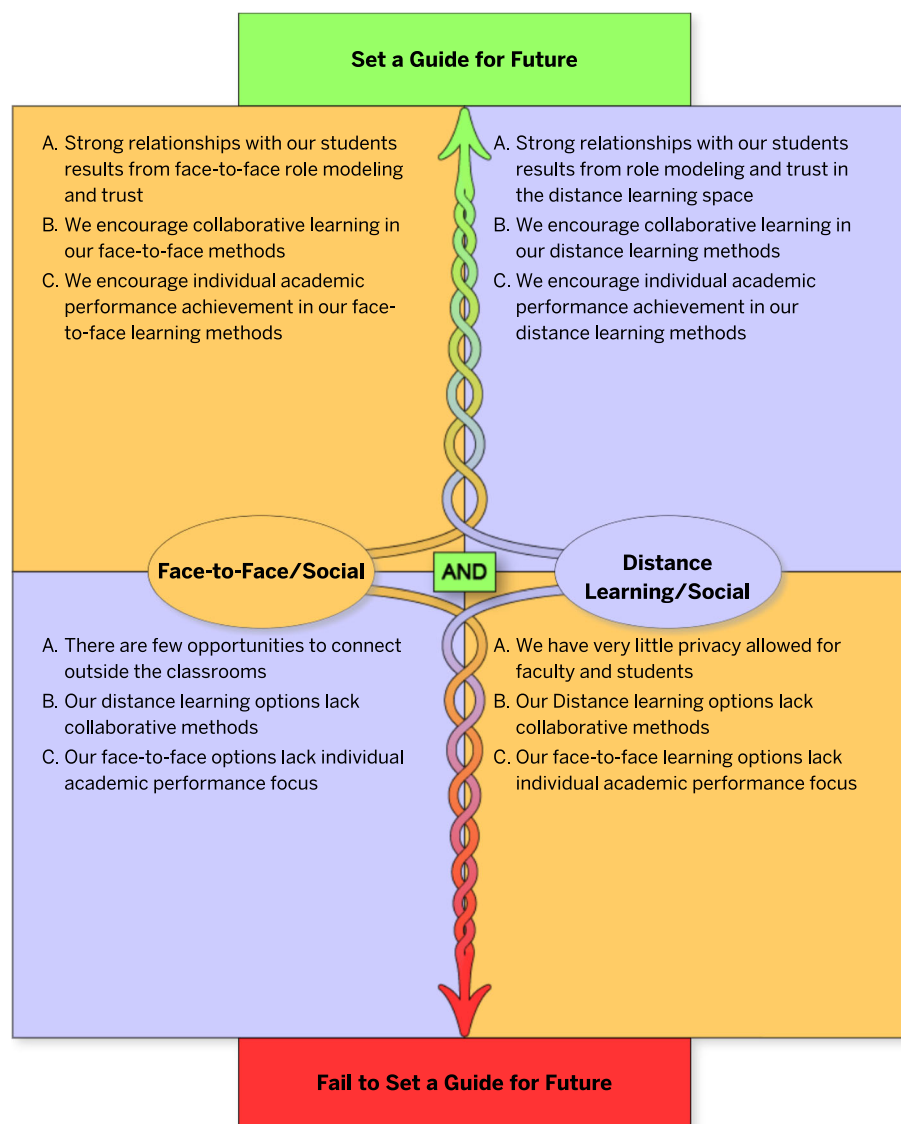 Set a Guide for Future
A. Strong relationships with our students
results from face-to-face role modeling
and trust
B. We encourage collaborative learning in
our face-to-face methods
C. We encourage individual academic
performance achievement in our face-
to-face learning methods
A. Strong relationships with our students
results from role modeling and trust in
the distance learning space
B. We encourage collaborative learning in
our distance learning methods
C. We encourage individual academic
performance achievement in our
distance learning methods
Face-to-Face/Social
AND
Distance
Learning/Social
A. There are few opportunities to connect
outside the classrooms
B. Our distance learning options lack
collaborative methods
C. Our face-to-face options lack individual
academic performance focus
A. We have very little privacy allowed for
faculty and students
B. Our Distance learning options lack
collaborative methods
C. Our face-to-face learning options lack
individual academic performance focus
Fail to Set a Guide for Future